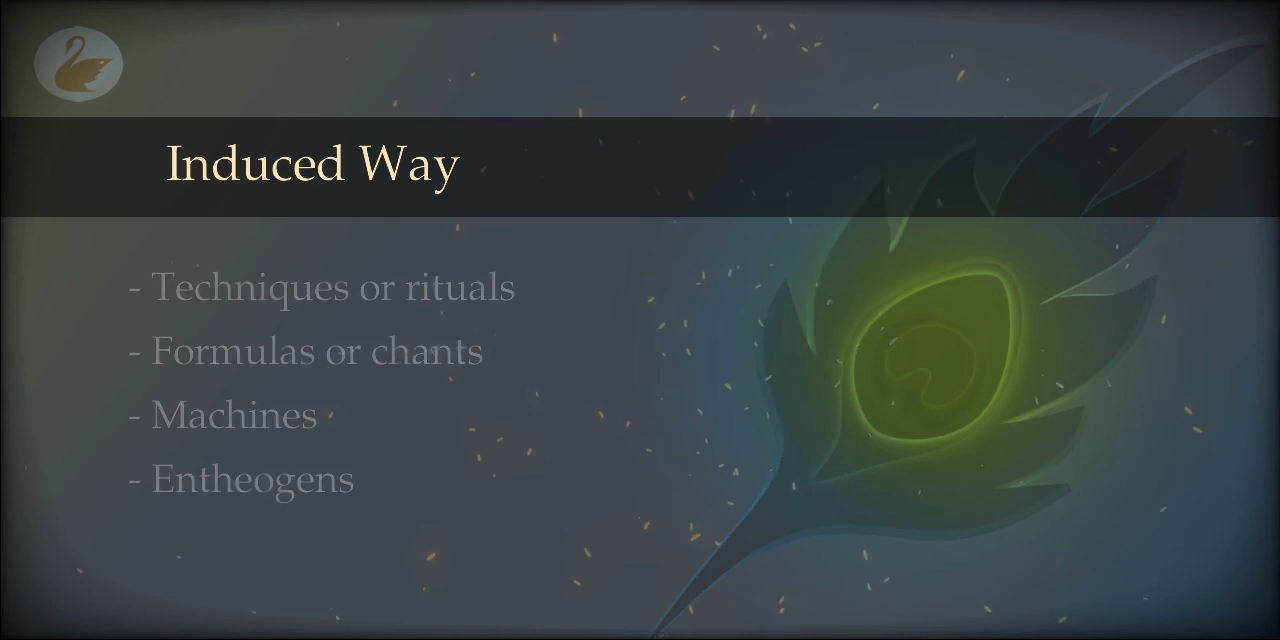 Induced Way
- Techniques or rituals
- Formulas or chants
- Machines
- Entheogens